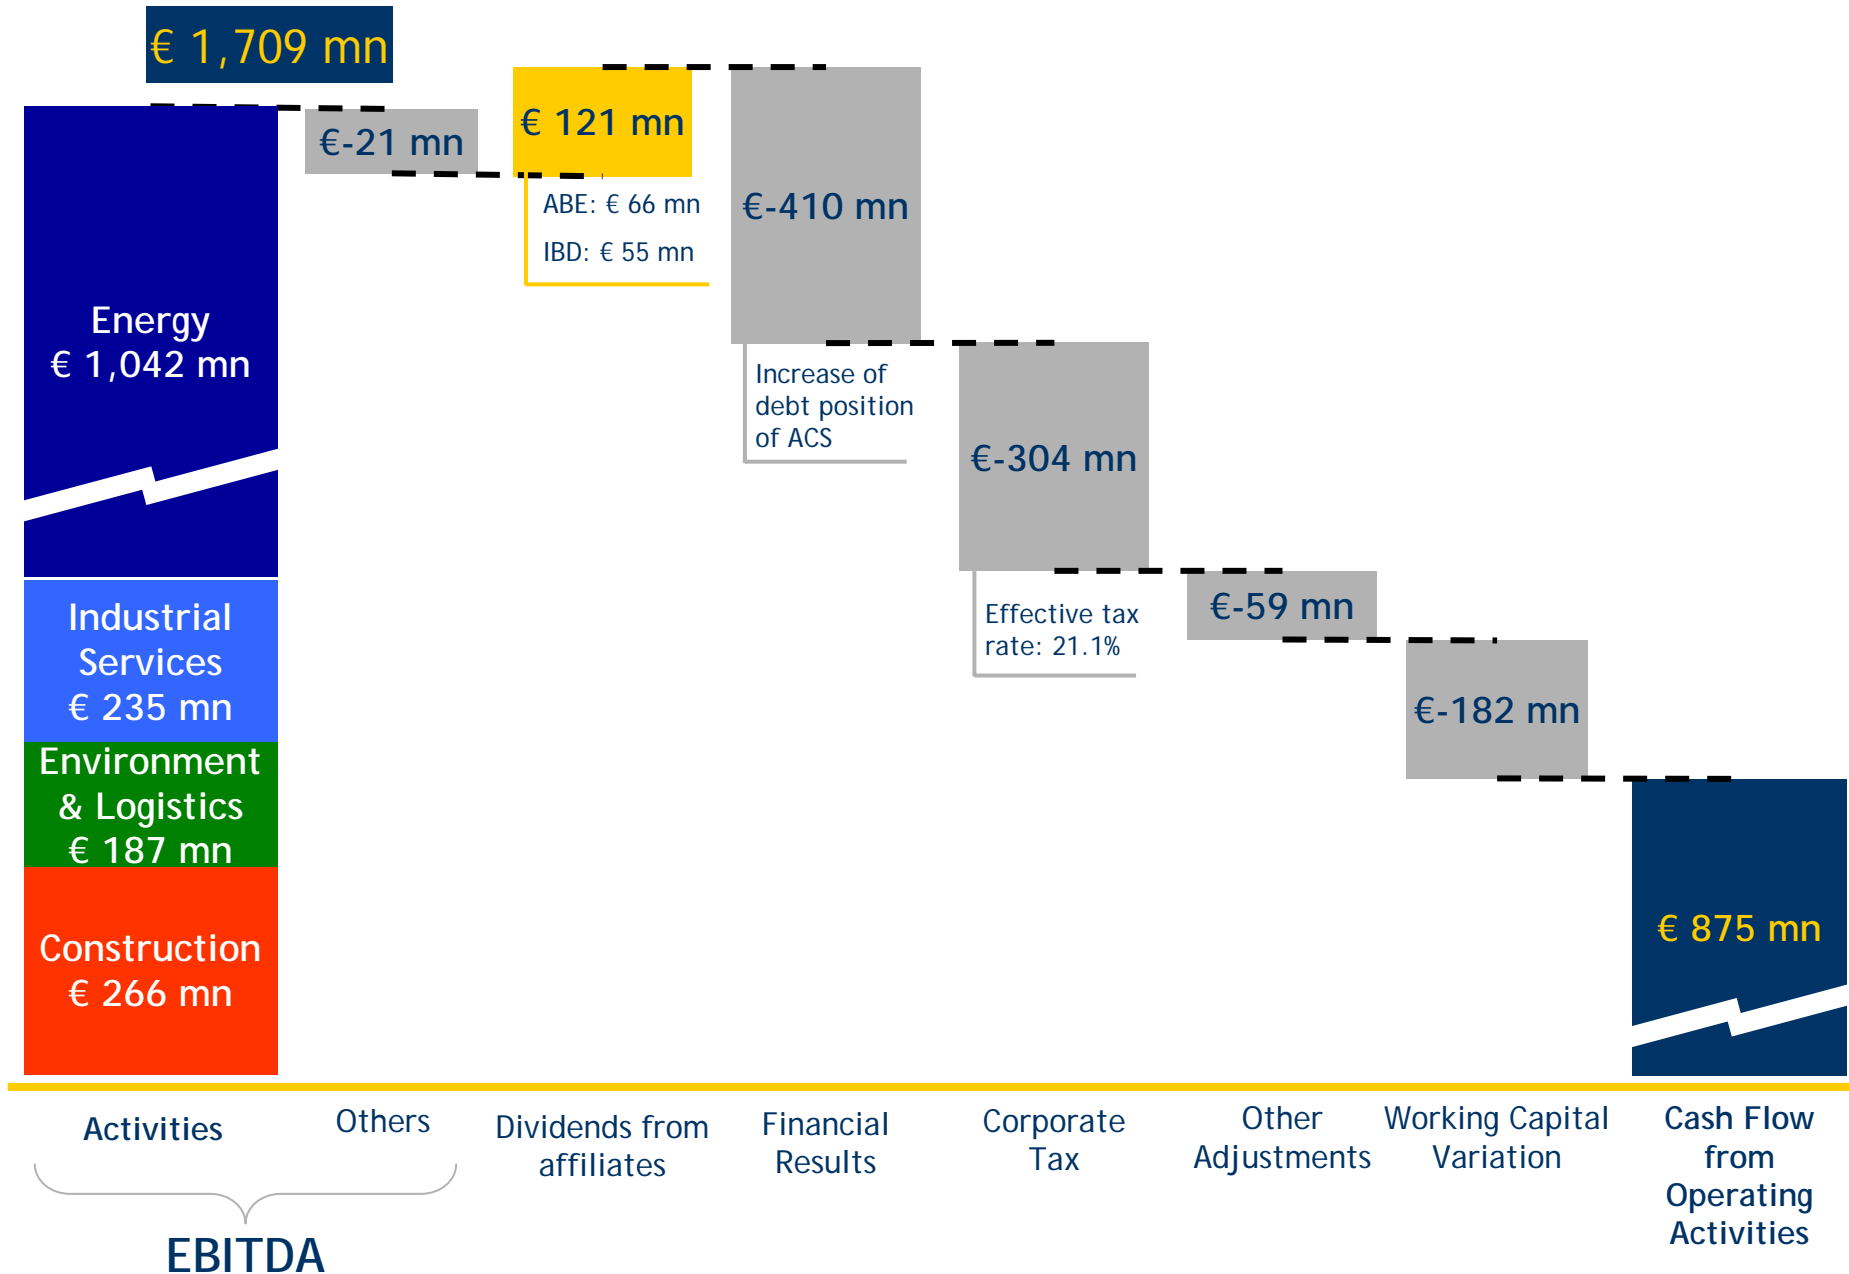 € 1,709 mn
Energy
€ 1,042 mn
Industrial
Services
€ 235 mn
Environment
& Logistics
€ 187 mn
Construction
€ 266 mn
€-21 mn
€ 121 mn
ABE: € 66 mn
IBD: € 55 mn
€-410 mn
Increase of
debt position
of ACS
€-304 mn
Effective tax
rate: 21.1%
€-59 mn
€-182 mn
€ 875 mn
Activities
Others
Dividends from
affiliates
Financial
Results
Corporate
Tax
Other
Adjustments
Working Capital
Variation
Cash Flow
from
Operating
Activities
EBITDA